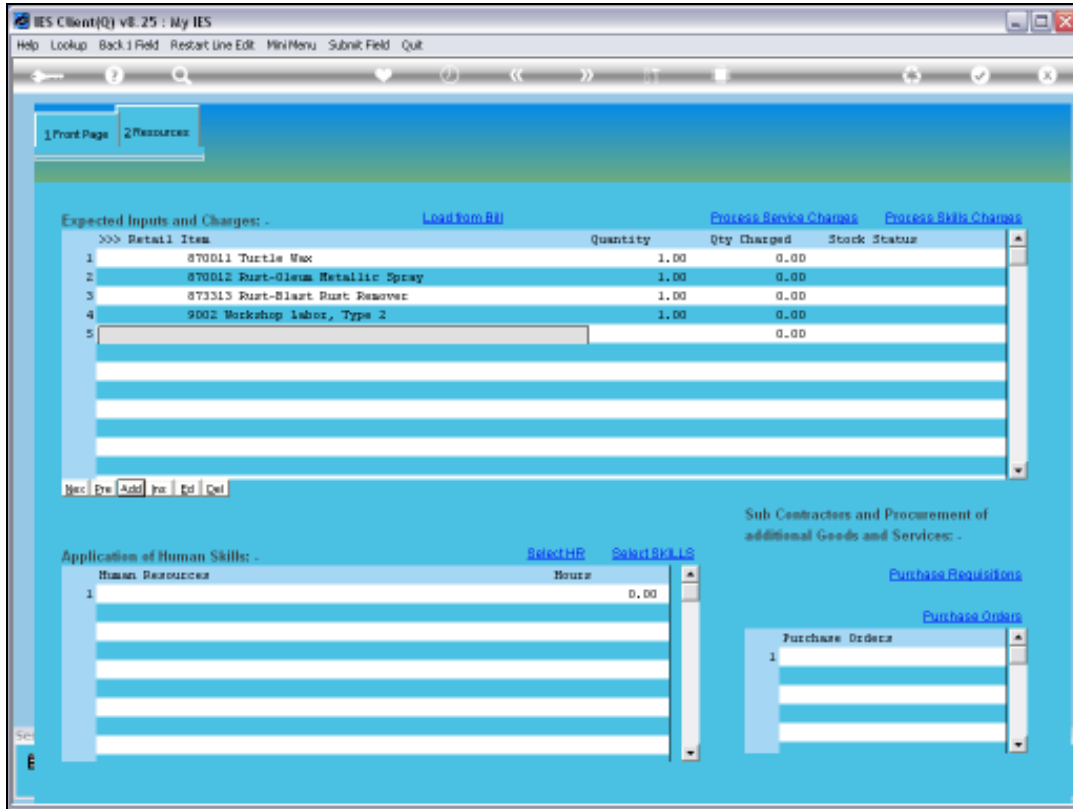 IES Client(Q) v8.25 : My IES
Help Lookup Back 1 Field Restart Line Edit MiniMenu Submit Field Quit
1 Front Page 2 Resources
Expected Inputs and Charges: - Load from Bill Process Service Charges Process Skills Charges
>>> Retail Item Quantity Qty Charged Stock Status
1 870011 Turtle Wax 1.00 0.00
2 870012 Rust-Oleum Metallic Spray 1.00 0.00
3 873313 Rust-Blast Rust Remover 1.00 0.00
4 9002 Workshop labor, Type 2 1.00 0.00
5 0.00
Nex Pre Add Ins Ed Del
Sub Contractors and Procurement of
additional Goods and Services: -
Application of Human Skills: - Select HR Select SKILLS
Human Resources Hours
1 0.00
Purchase Requisitions
Purchase Orders
Purchase Orders
1